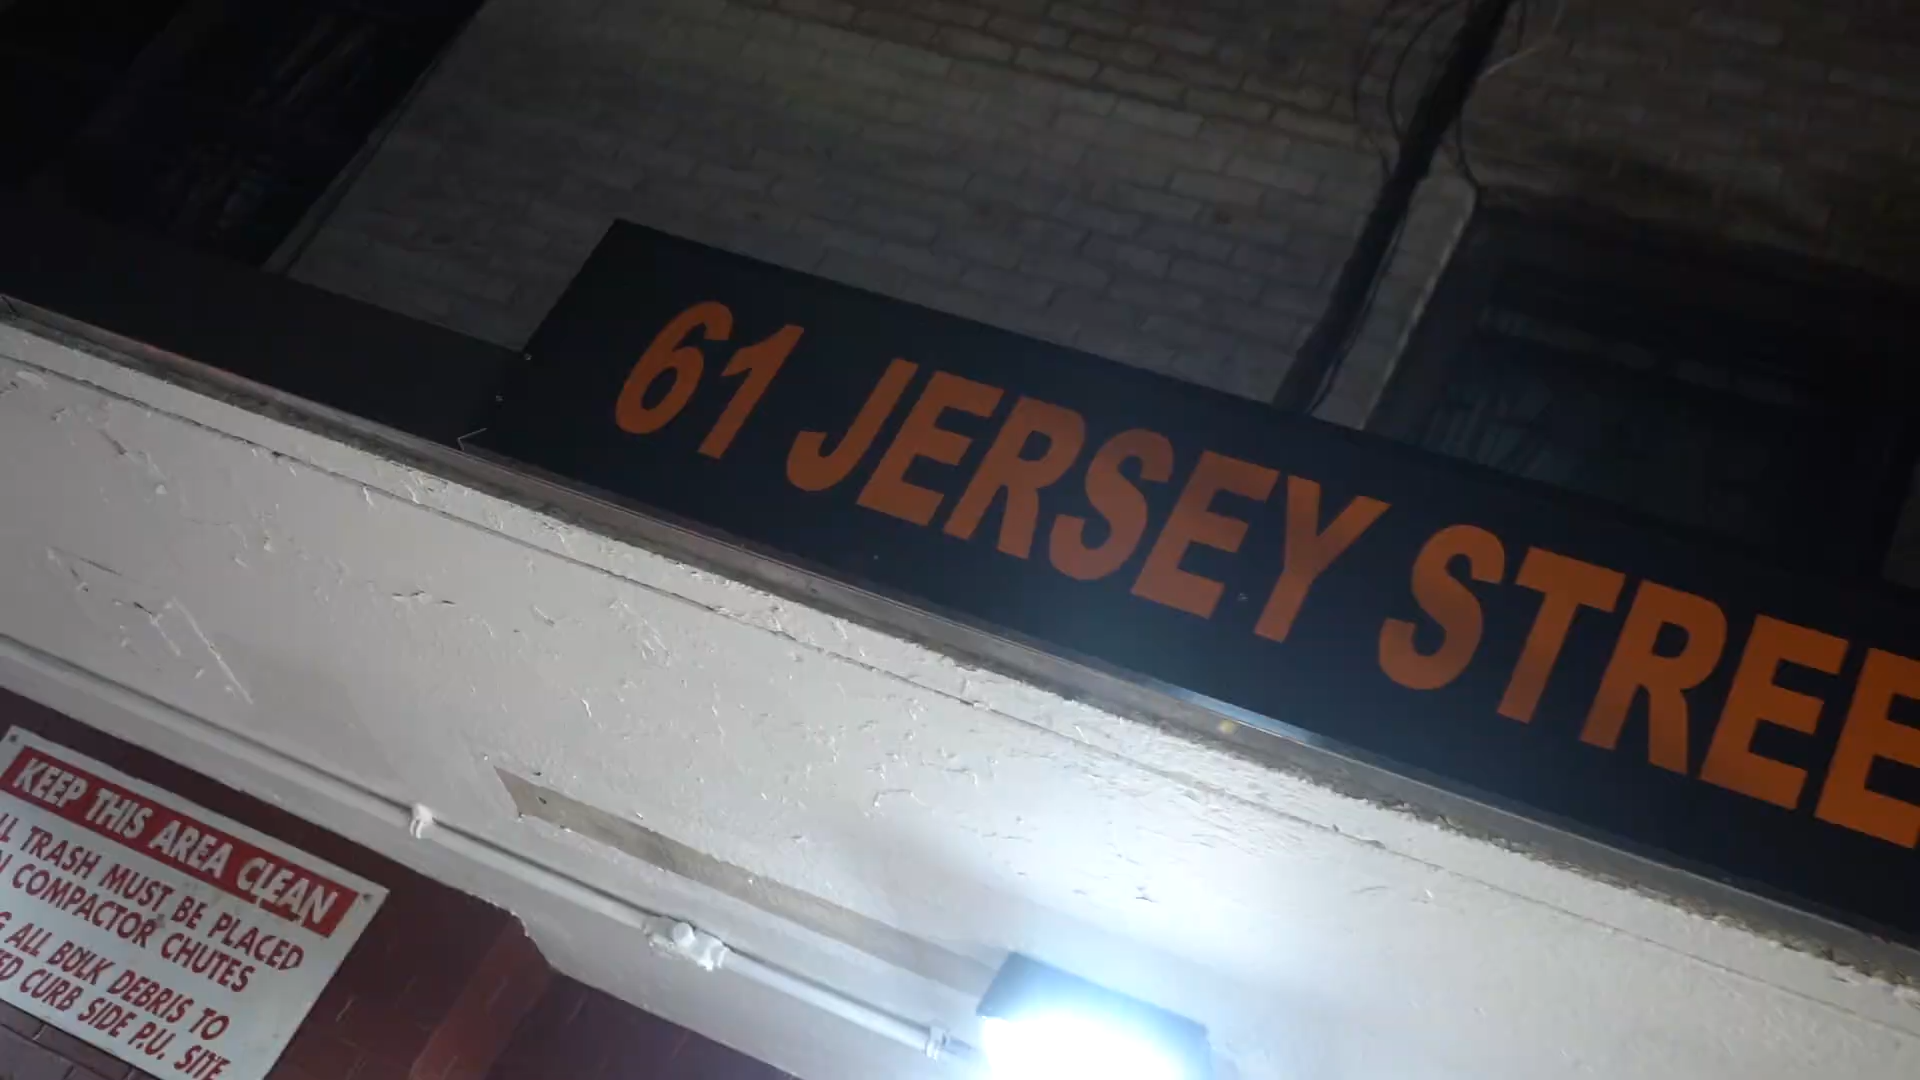 61 JERSEY STREE
KEEP THIS AREA CLEAN
TRASH MUST BE PLACED
COMPACTOR CHUTES
ALL BULK DEBRIS TO
CURB SIDE P.U. SITE